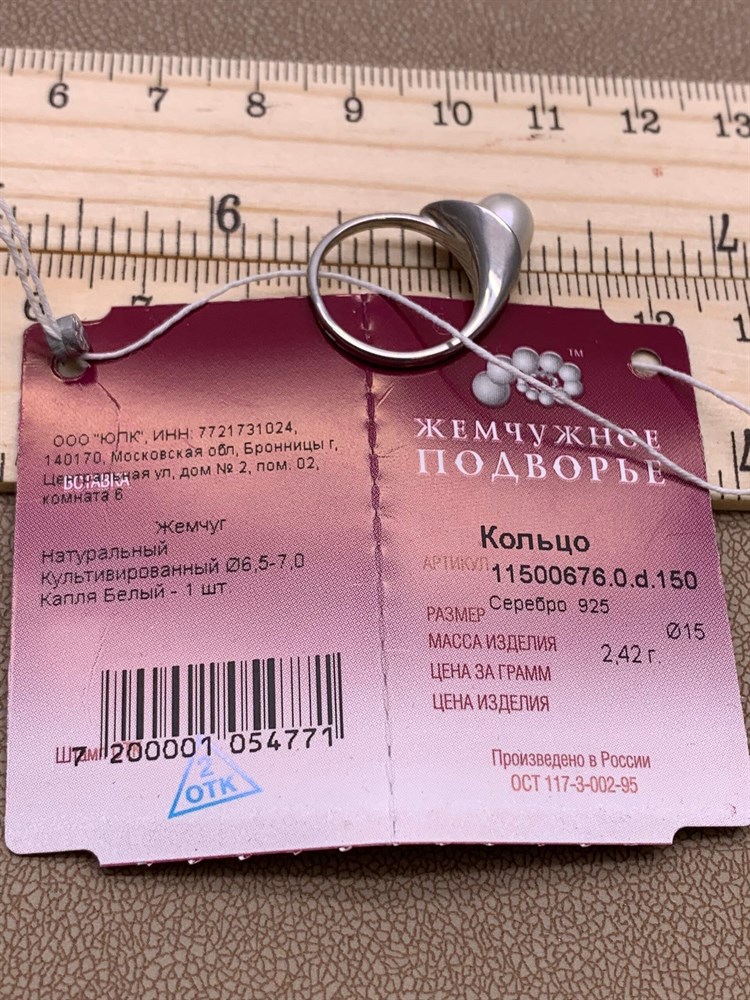 6 7 8 9 10 11 12 13
6 4
7 12
ООО "ЮПК", ИНН: 7721731024,
140170, Московская обл, Бронницы г,
Центральная ул, дом № 2, пом. 02,
комната 6
ВСТАВКА
Жемчуг
Натуральный
Культивированный Ø6,5-7,0
Капля Белый - 1 шт.
7 200001 054771
2
ОТК
™
ЖЕМЧУЖНОЕ
ПОДВОРЬЕ
Кольцо
АРТИКУЛ 11500676.0.d.150
Серебро 925
РАЗМЕР Ø15
МАССА ИЗДЕЛИЯ 2,42 г.
ЦЕНА ЗА ГРАММ
ЦЕНА ИЗДЕЛИЯ
Произведено в России
ОСТ 117-3-002-95